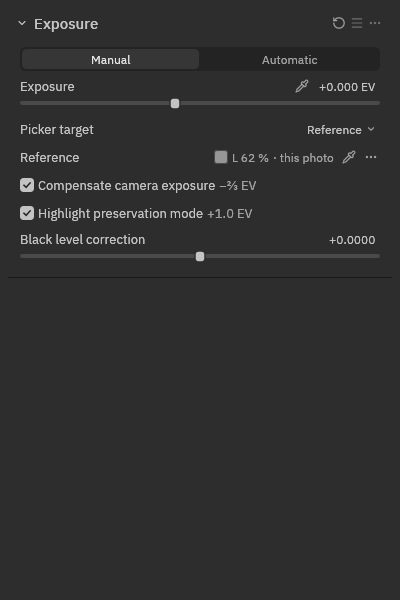 Exposure
Manual Automatic
Exposure +0.000 EV
Picker target Reference
Reference L 62 % · this photo
Compensate camera exposure −⅔ EV
Highlight preservation mode +1.0 EV
Black level correction +0.0000